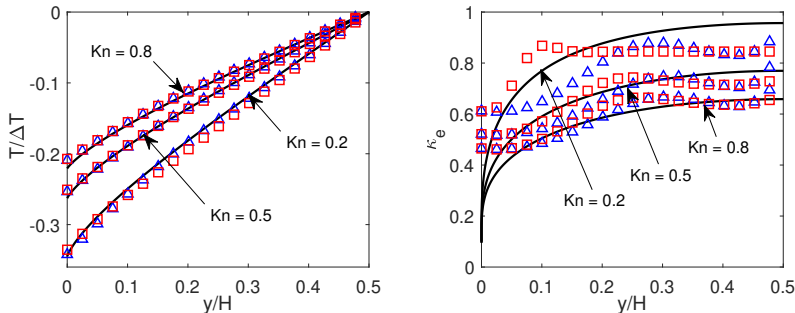 0
-0.1
-0.2
-0.3
T/ΔT
Kn = 0.8
Kn = 0.2
Kn = 0.5
0 0.1 0.2 0.3 0.4 0.5
y/H
1
0.8
0.6
0.4
0.2
0
κe
Kn = 0.8
Kn = 0.5
Kn = 0.2
0 0.1 0.2 0.3 0.4 0.5
y/H